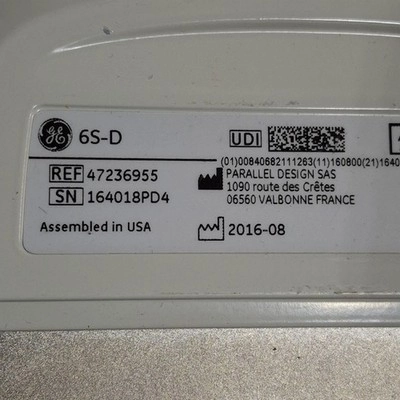 GE 6S-D
UDI
(01)00840682111263(11)160800(21)1640
REF 47236955
SN 164018PD4
PARALLEL DESIGN SAS
1090 route des Crêtes
06560 VALBONNE FRANCE
Assembled in USA
2016-08